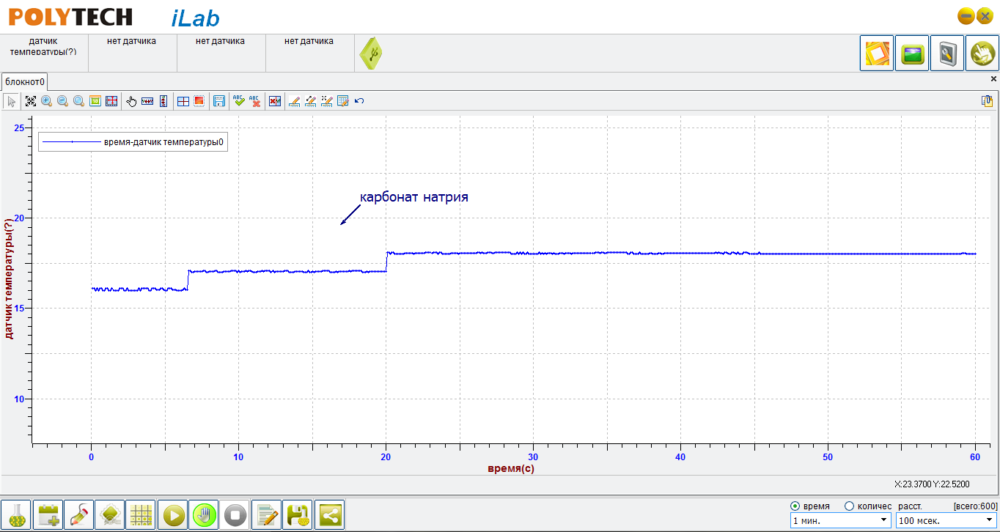 POLYTECH iLab
датчик температуры(?)
нет датчика
нет датчика
нет датчика
блокнот0
25
время-датчик температуры0
карбонат натрия
20
15
10
датчик температуры(?)
0 10 20 30 40 50 60
время(с)
X:23.3700 Y:22.5200
время количес расст. [всего:600]
1 мин. 100 мсек.